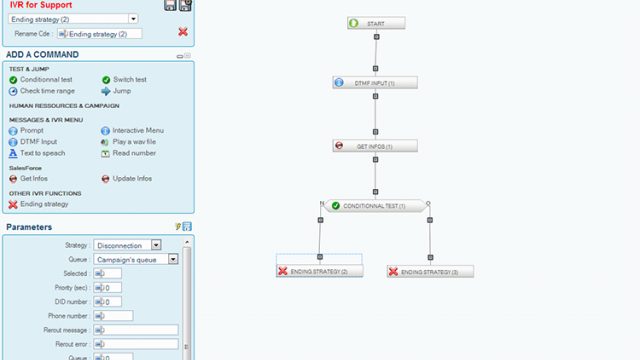 IVR for Support
Ending strategy (2)
Rename Cde : Ending strategy (2)
ADD A COMMAND
TEST & JUMP
Conditionnal test Switch test
Check time range Jump
HUMAN RESOURCES & CAMPAIGN
MESSAGES & IVR MENU
Prompt Interactive Menu
DTMF Input Play a wav file
Text to speach Read number
SalesForce
Get Infos Update Infos
OTHER IVR FUNCTIONS
Ending strategy
Parameters
Strategy : Disconnection
Queue : Campaign's queue
Selected :
Priority (sec) : 0
DID number : 0
Phone number :
Rerout message :
Rerout error :
Queue : 0
START
DTMF INPUT (1)
GET INFOS (1)
N CONDITIONNAL TEST (1) O
ENDING STRATEGY (2) ENDING STRATEGY (3)